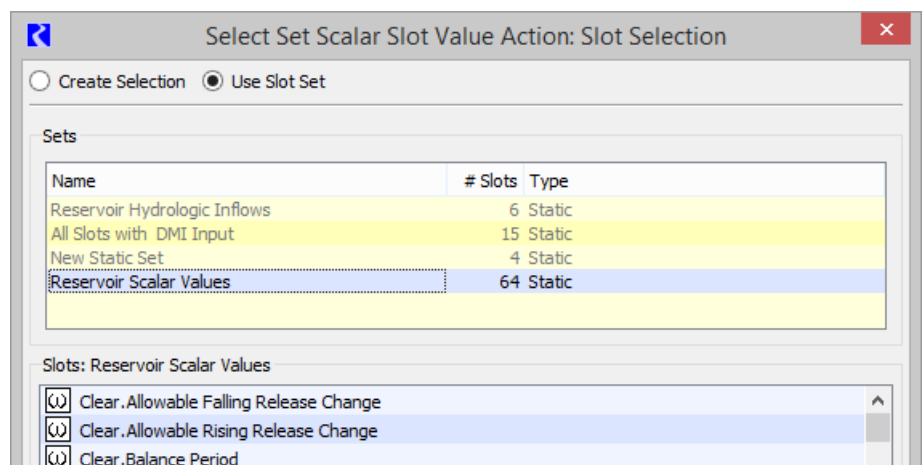 Select Set Scalar Slot Value Action: Slot Selection
Create Selection Use Slot Set
Sets
Name # Slots Type
Reservoir Hydrologic Inflows 6 Static
All Slots with DMI Input 15 Static
New Static Set 4 Static
Reservoir Scalar Values 64 Static
Slots: Reservoir Scalar Values
ω Clear.Allowable Falling Release Change
ω Clear.Allowable Rising Release Change
ω Clear.Balance Period